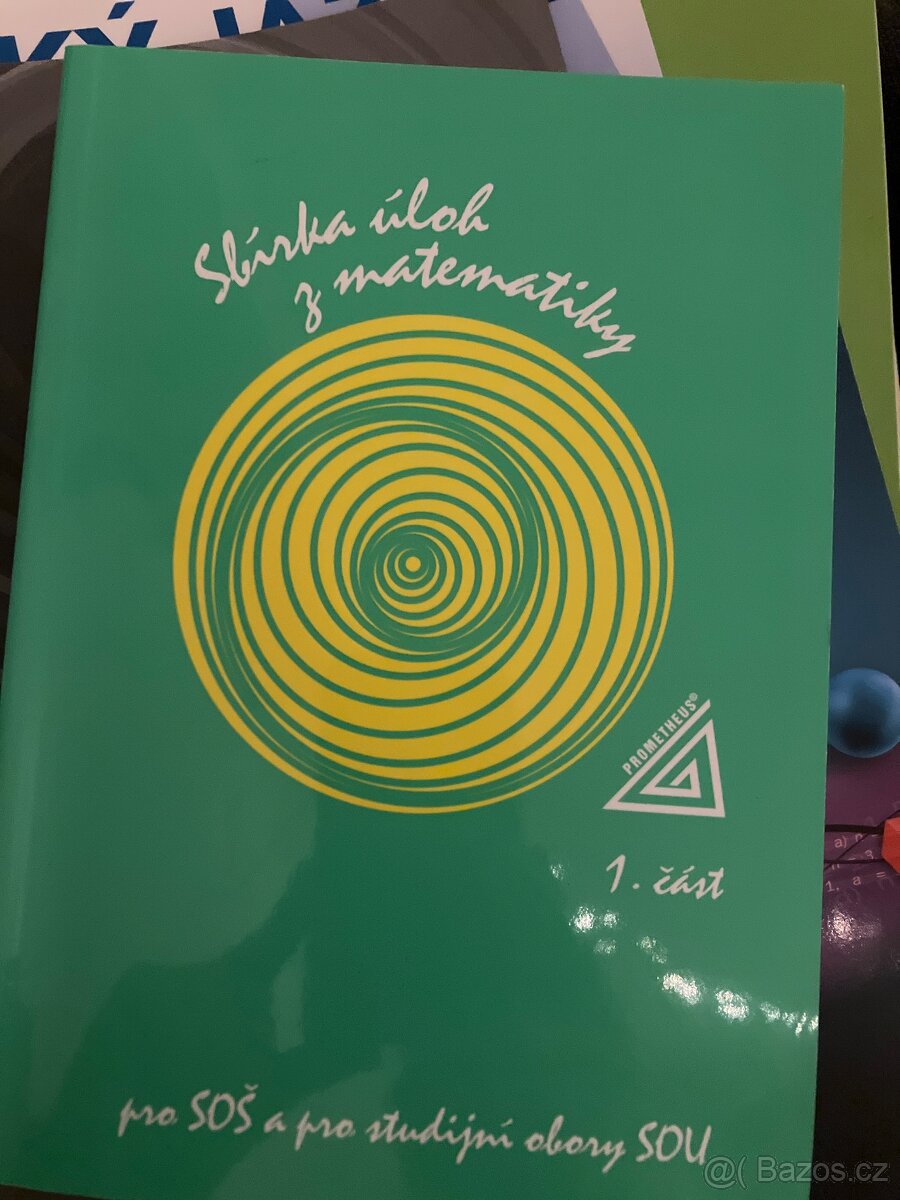 Sbírka úloh
z matematiky
PROMETHEUS®
1. část
pro SOŠ a pro studijní obory SOU
@( Bazos.cz